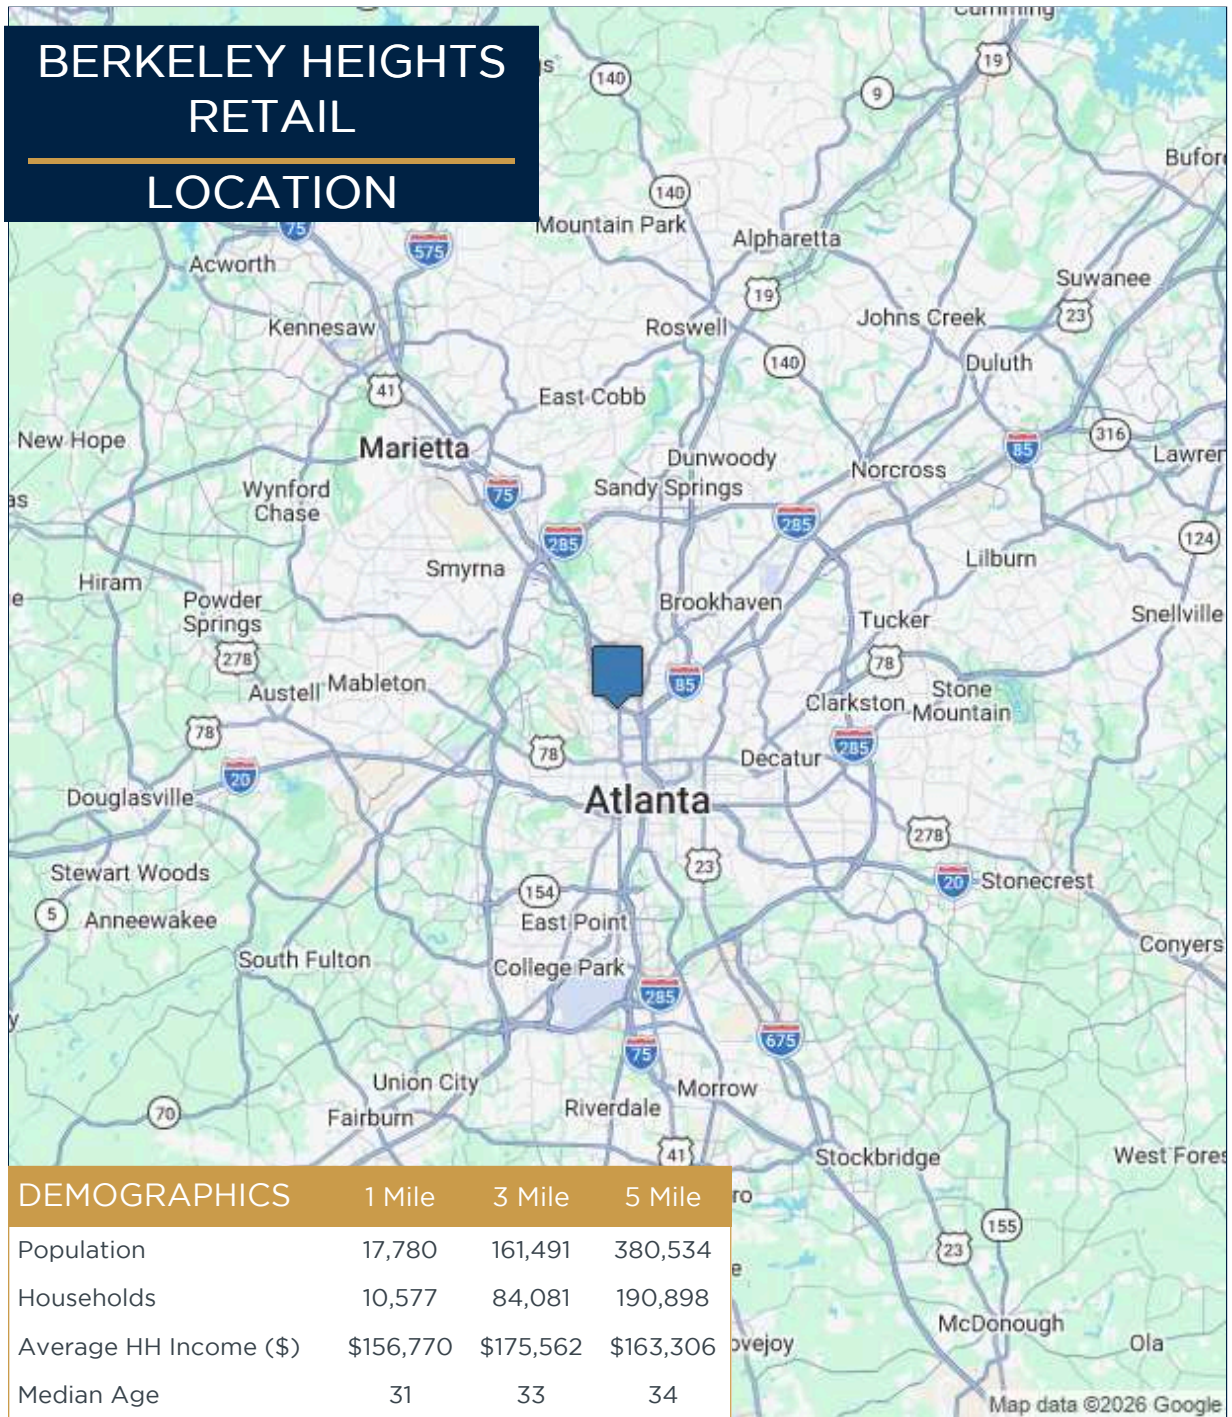 BERKELEY HEIGHTS
RETAIL
LOCATION
Cumming
19
140
9
Buford
140
Mountain Park
Alpharetta
75
575
Acworth
Suwanee
19
23
Kennesaw
Roswell
Johns Creek
140
Duluth
41
East Cobb
New Hope
Marietta
316
85
Dunwoody
Lawren
Norcross
Sandy Springs
75
Wynford
Chase
as
285
285
124
Smyrna
Lilburn
Hiram
e
Powder
Springs
Brookhaven
Tucker
Snellville
278
78
85
Austell
Mableton
Clarkston
Stone
Mountain
78
78
285
Decatur
20
Douglasville
Atlanta
278
23
Stewart Woods
20
Stonecrest
154
5
Anneewakee
East Point
Conyers
South Fulton
College Park
285
y
675
75
Union City
Morrow
70
Fairburn
Riverdale
41
Stockbridge
West Fores
DEMOGRAPHICS 1 Mile 3 Mile 5 Mile
ro
155
23
Population 17,780 161,491 380,534
e
Households 10,577 84,081 190,898
McDonough
Average HH Income ($) $156,770 $175,562 $163,306
ovejoy
Ola
Median Age 31 33 34
Map data ©2026 Google